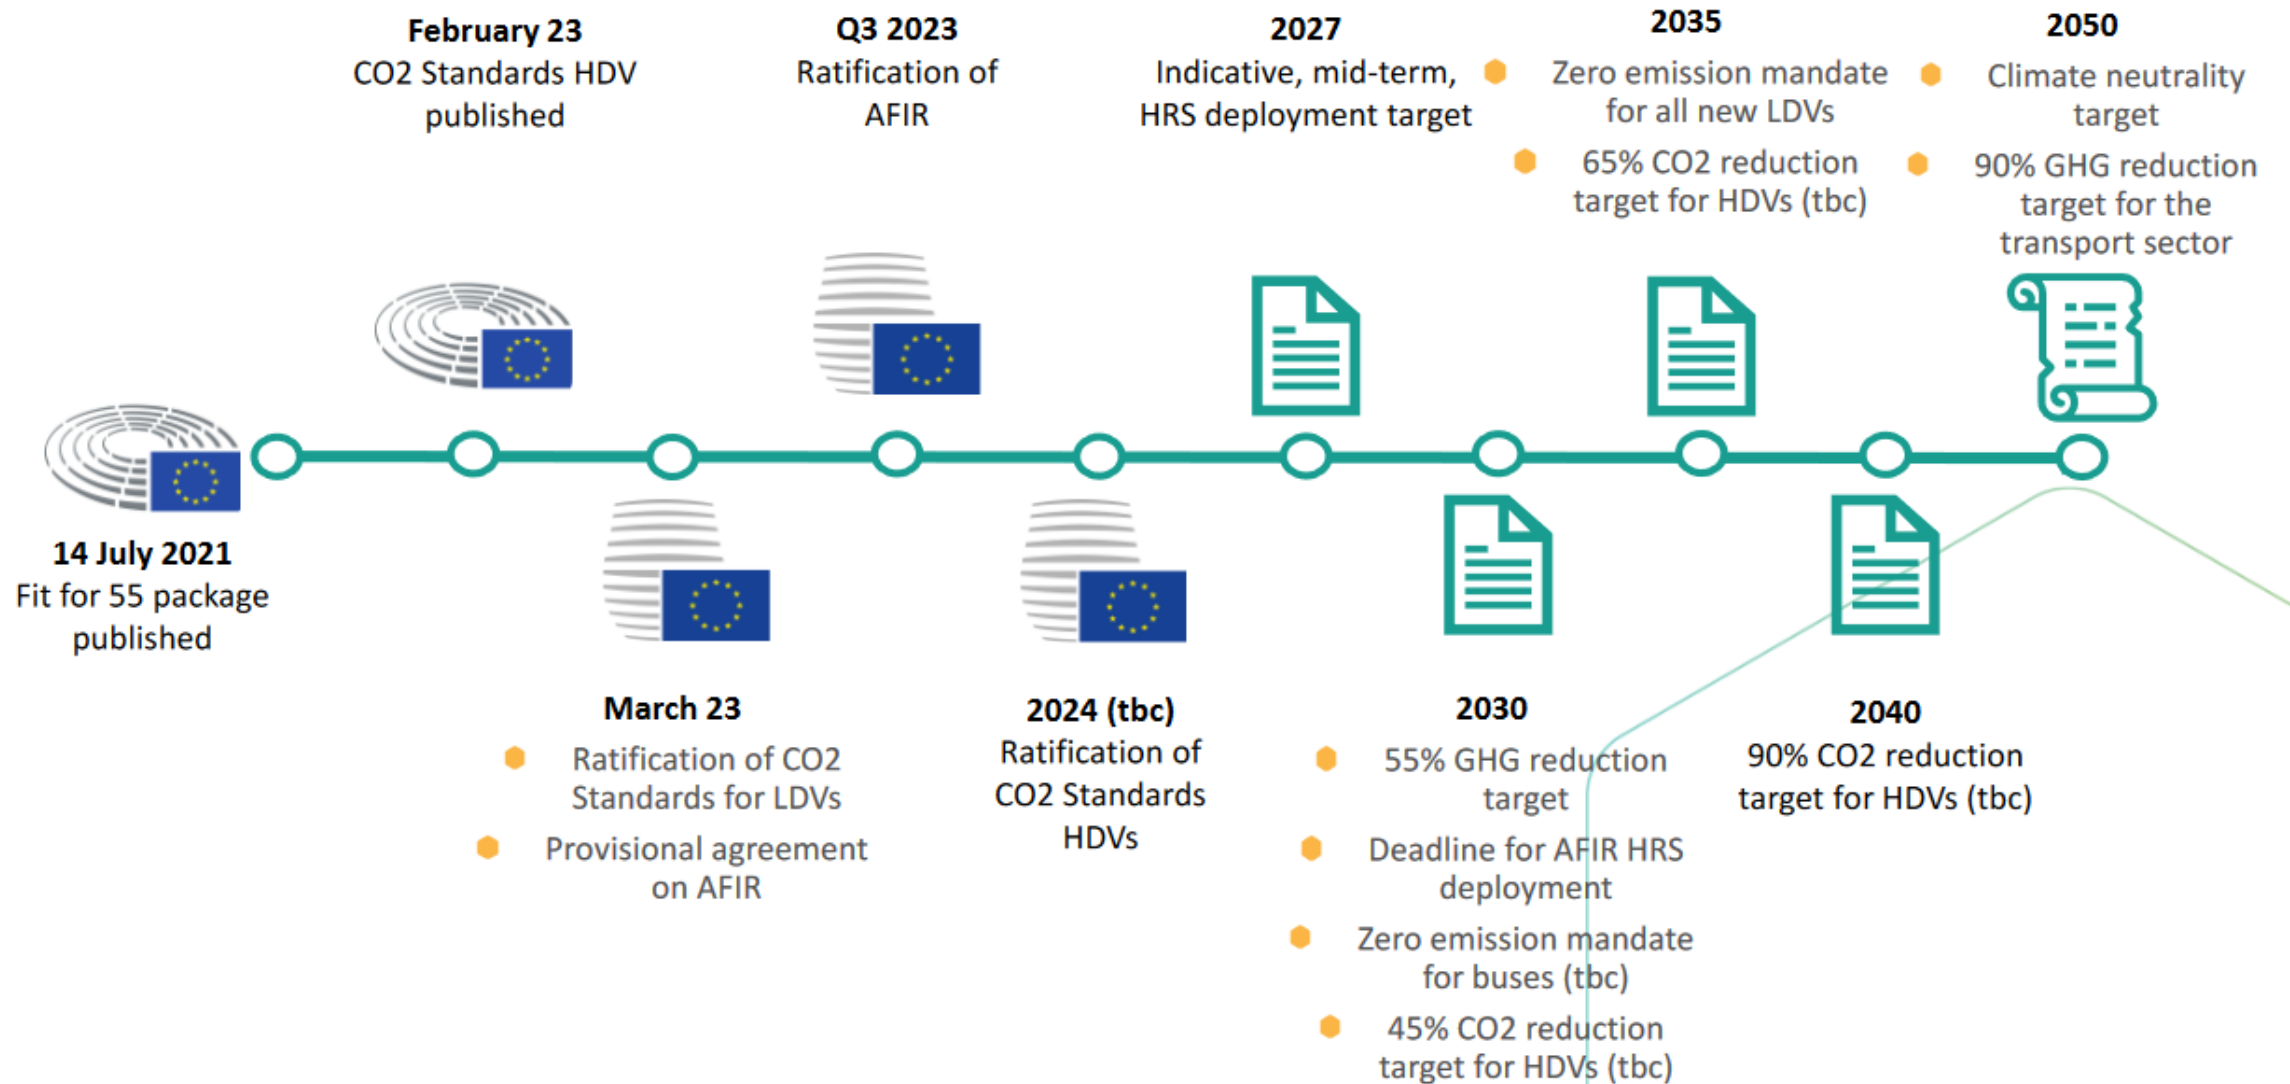 February 23
CO2 Standards HDV
published
Q3 2023
Ratification of
AFIR
2027
Indicative, mid-term,
HRS deployment target
2035
Zero emission mandate
for all new LDVs
65% CO2 reduction
target for HDVs (tbc)
2050
Climate neutrality
target
90% GHG reduction
target for the
transport sector
14 July 2021
Fit for 55 package
published
March 23
Ratification of CO2
Standards for LDVs
Provisional agreement
on AFIR
2024 (tbc)
Ratification of
CO2 Standards
HDVs
2030
55% GHG reduction
target
Deadline for AFIR HRS
deployment
Zero emission mandate
for buses (tbc)
45% CO2 reduction
target for HDVs (tbc)
2040
90% CO2 reduction
target for HDVs (tbc)